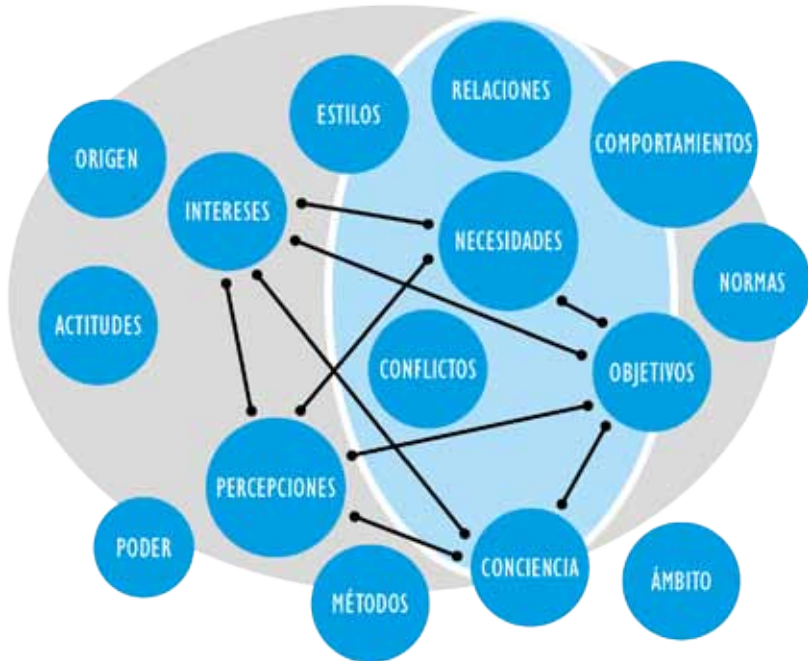 RELACIONES
ESTILOS
COMPORTAMIENTOS
ORIGEN
INTERESES
NECESIDADES
NORMAS
ACTITUDES
CONFLICTOS
OBJETIVOS
PERCEPCIONES
PODER
CONCIENCIA
ÁMBITO
MÉTODOS